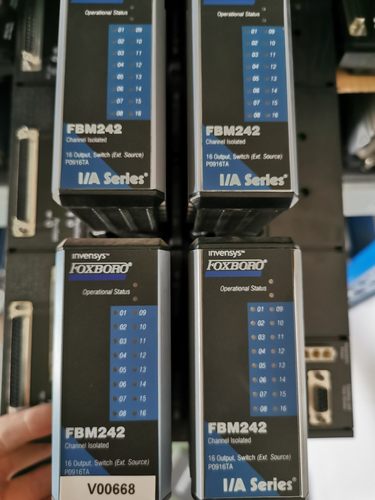 Operational Status
01 09
02 10
03 11
04 12
05 13
06 14
07 15
08 16
FBM242
Channel Isolated
16 Output, Switch (Ext. Source)
P0916TA
I/A Series®
Operational Status
01 09
02 10
03 11
04 12
05 13
06 14
07 15
08 16
FBM242
Channel Isolated
16 Output, Switch (Ext. Source)
P0916TA
I/A Series®
invensys™
FOXBORO®
Operational Status
01 09
02 10
03 11
04 12
05 13
06 14
07 15
08 16
FBM242
Channel Isolated
16 Output, Switch (Ext. Source)
P0916TA
V00668
invensys™
FOXBORO®
Operational Status
01 09
02 10
03 11
04 12
05 13
06 14
07 15
08 16
FBM242
Channel Isolated
16 Output, Switch (Ext. Source)
P0916TA
I/A Series®